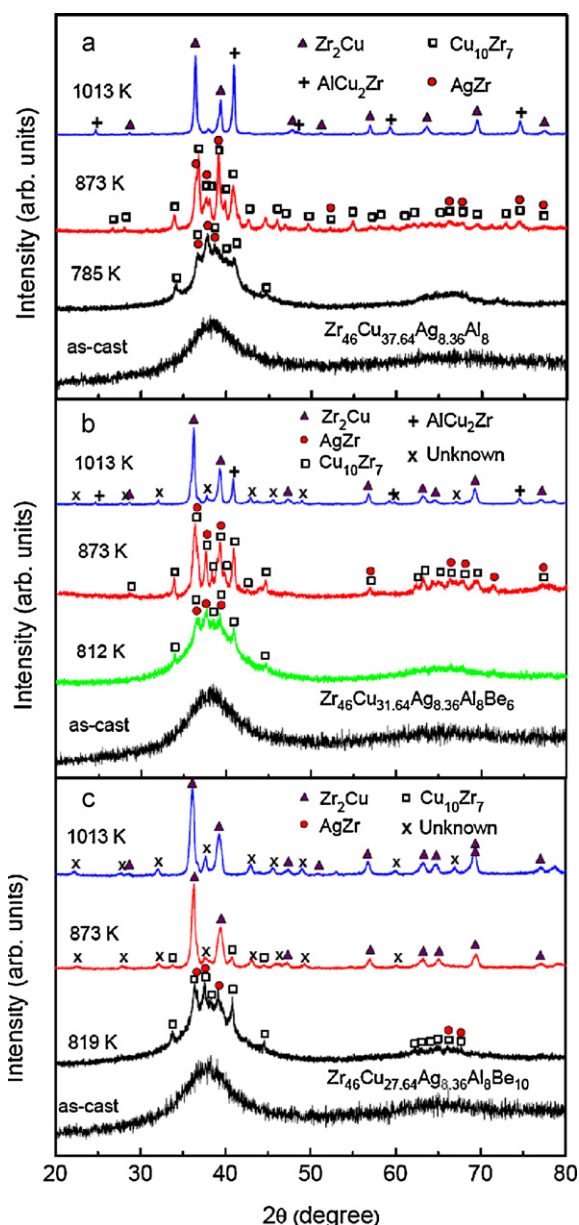 a
Zr2Cu
Cu10Zr7
AlCu2Zr
AgZr
1013 K
873 K
785 K
as-cast
Zr46Cu37.64Ag8.36Al8
Intensity (arb. units)
b
Zr2Cu
AlCu2Zr
AgZr
Unknown
Cu10Zr7
1013 K
873 K
812 K
as-cast
Zr46Cu31.64Ag8.36Al8Be6
Intensity (arb. units)
c
Zr2Cu
Cu10Zr7
AgZr
Unknown
1013 K
873 K
819 K
as-cast
Zr46Cu27.64Ag8.36Al8Be10
Intensity (arb. units)
20 30 40 50 60 70 80
2θ (degree)